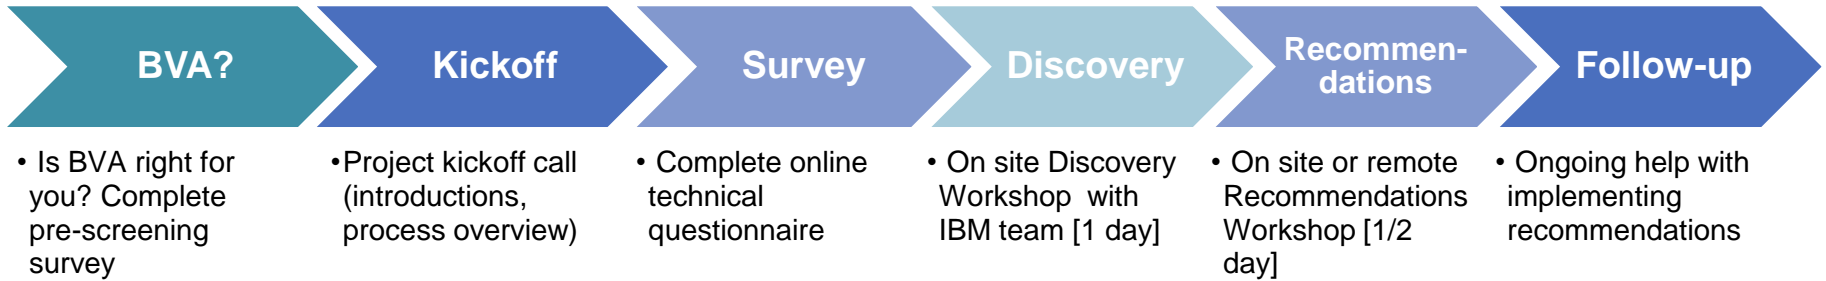 BVA?
Kickoff
Survey
Discovery
Recommen-
dations
Follow-up
• Is BVA right for
you? Complete
pre-screening
survey
•Project kickoff call
(introductions,
process overview)
• Complete online
technical
questionnaire
• On site Discovery
Workshop with
IBM team [1 day]
• On site or remote
Recommendations
Workshop [1/2
day]
• Ongoing help with
implementing
recommendations